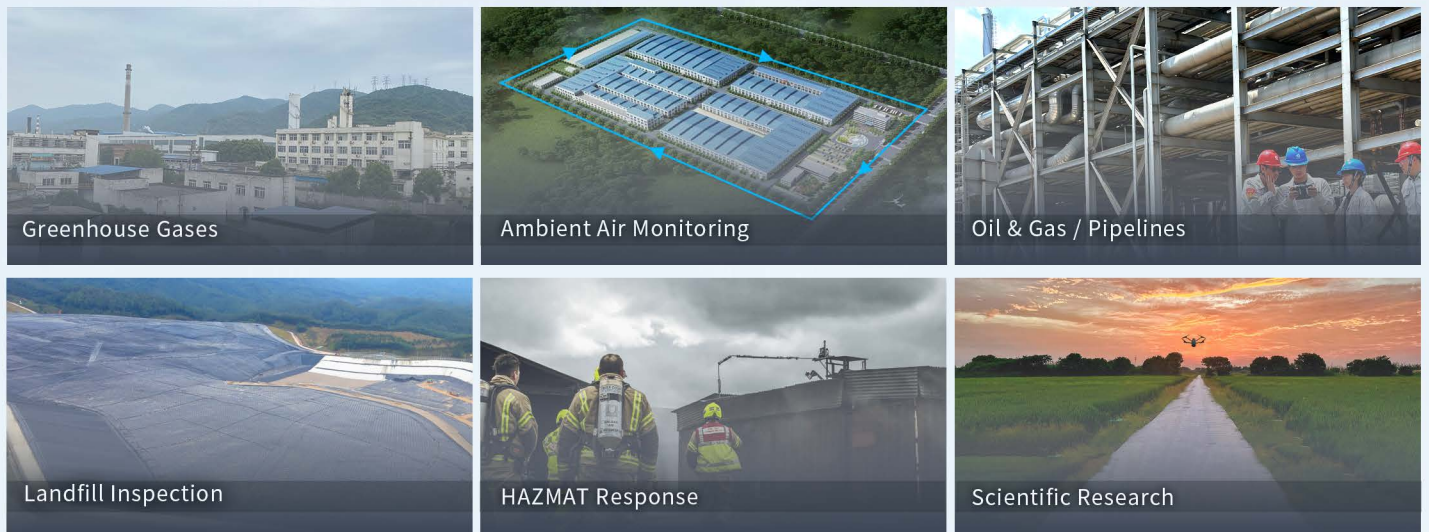 Greenhouse Gases
Ambient Air Monitoring
Oil & Gas / Pipelines
Landfill Inspection
HAZMAT Response
Scientific Research